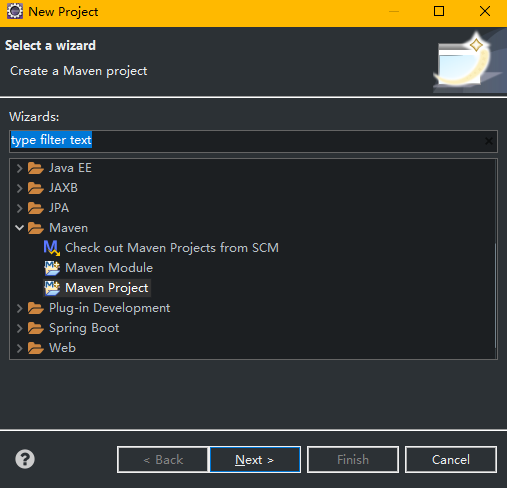 New Project
Select a wizard
Create a Maven project
Wizards:
type filter text
Java EE
JAXB
JPA
Maven
Check out Maven Projects from SCM
Maven Module
Maven Project
Plug-in Development
Spring Boot
Web
< Back
Next >
Finish
Cancel